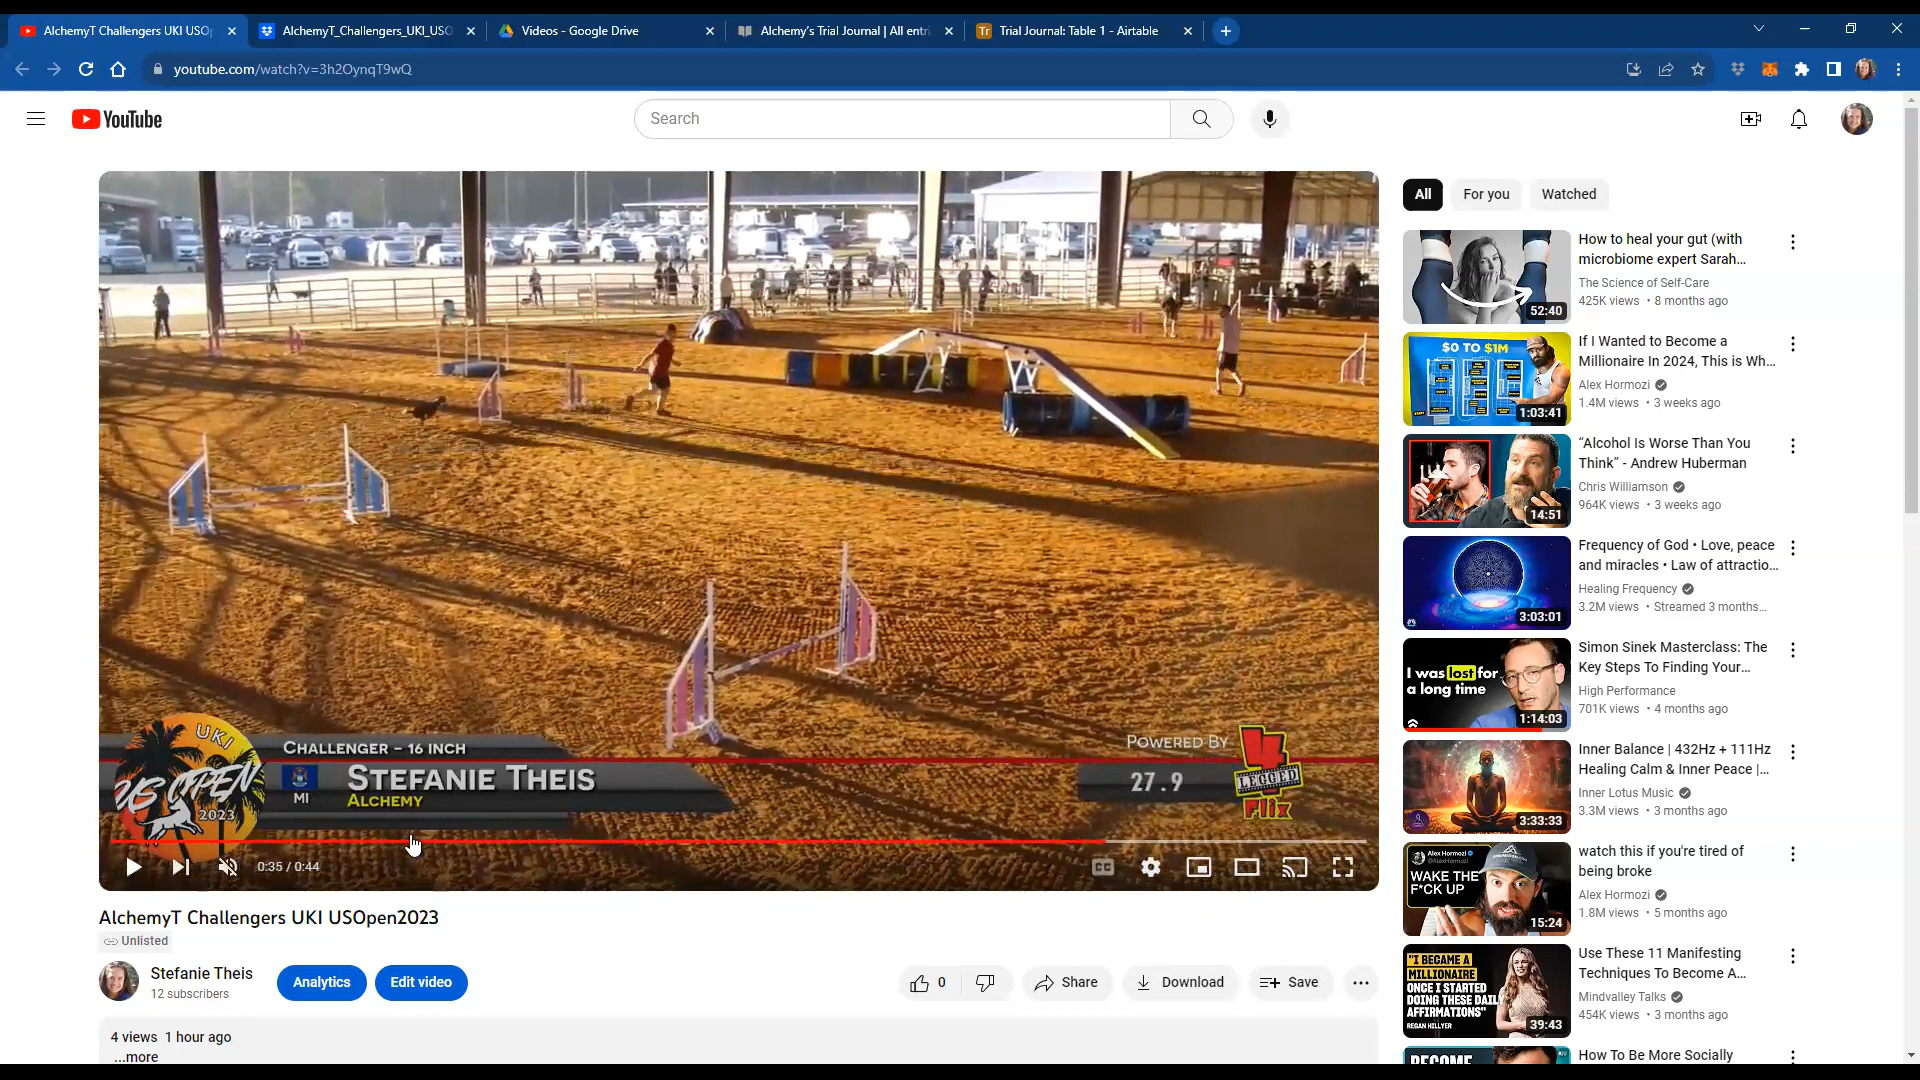 AlchemyT Challengers UKI USOp
AlchemyT_Challengers_UKI_USO
Videos - Google Drive
Alchemy's Trial Journal | All entri
Tr
Trial Journal: Table 1 - Airtable
youtube.com/watch?v=3h2OynqT9wQ
YouTube
Search
All
For you
Watched
UKI
US OPEN
2023
CHALLENGER – 16 INCH
MI
STEFANIE THEIS
ALCHEMY
POWERED BY
27.9
4 LEGGED
Flix
0:35 / 0:44
CC
AlchemyT Challengers UKI USOpen2023
Unlisted
Stefanie Theis
12 subscribers
Analytics
Edit video
0
Share
Download
Save
4 views 1 hour ago
...more
52:40
How to heal your gut (with
microbiome expert Sarah...
The Science of Self-Care
425K views • 8 months ago
$0 TO $1M
1:03:41
If I Wanted to Become a
Millionaire In 2024, This is Wh...
Alex Hormozi
1.4M views • 3 weeks ago
14:51
“Alcohol Is Worse Than You
Think” - Andrew Huberman
Chris Williamson
964K views • 3 weeks ago
3:03:01
Frequency of God • Love, peace
and miracles • Law of attractio...
Healing Frequency
3.2M views • Streamed 3 months...
I was lost for
a long time
1:14:03
Simon Sinek Masterclass: The
Key Steps To Finding Your...
High Performance
701K views • 4 months ago
3:33:33
Inner Balance | 432Hz + 111Hz
Healing Calm & Inner Peace |...
Inner Lotus Music
3.3M views • 3 months ago
Alex Hormozi
@AlexHormozi
WAKE THE
F*CK UP
15:24
watch this if you're tired of
being broke
Alex Hormozi
1.8M views • 5 months ago
"I BECAME A
MILLIONAIRE
ONCE I STARTED
DOING THESE DAILY
AFFIRMATIONS"
REGAN HILLYER
39:43
Use These 11 Manifesting
Techniques To Become A...
Mindvalley Talks
454K views • 3 months ago
BECOME
How To Be More Socially